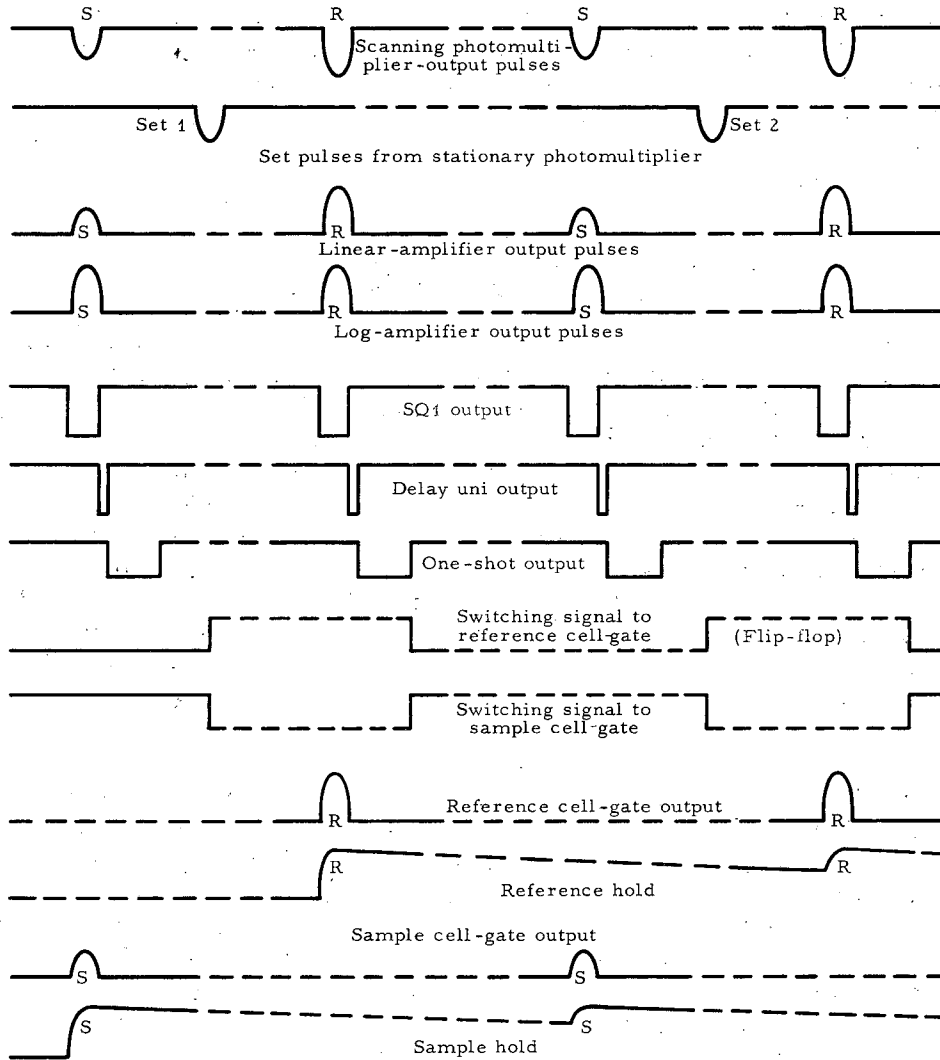 S R S R
Scanning photomulti-
plier-output pulses
Set 1 Set 2
Set pulses from stationary photomultiplier
S R S R
Linear-amplifier output pulses
S R S R
Log-amplifier output pulses
SQ1 output
Delay uni output
One-shot output
Switching signal to
reference cell-gate (Flip-flop)
Switching signal to
sample cell-gate
Reference cell-gate output
R R
R R
Reference hold
Sample cell-gate output
S S
S S
Sample hold